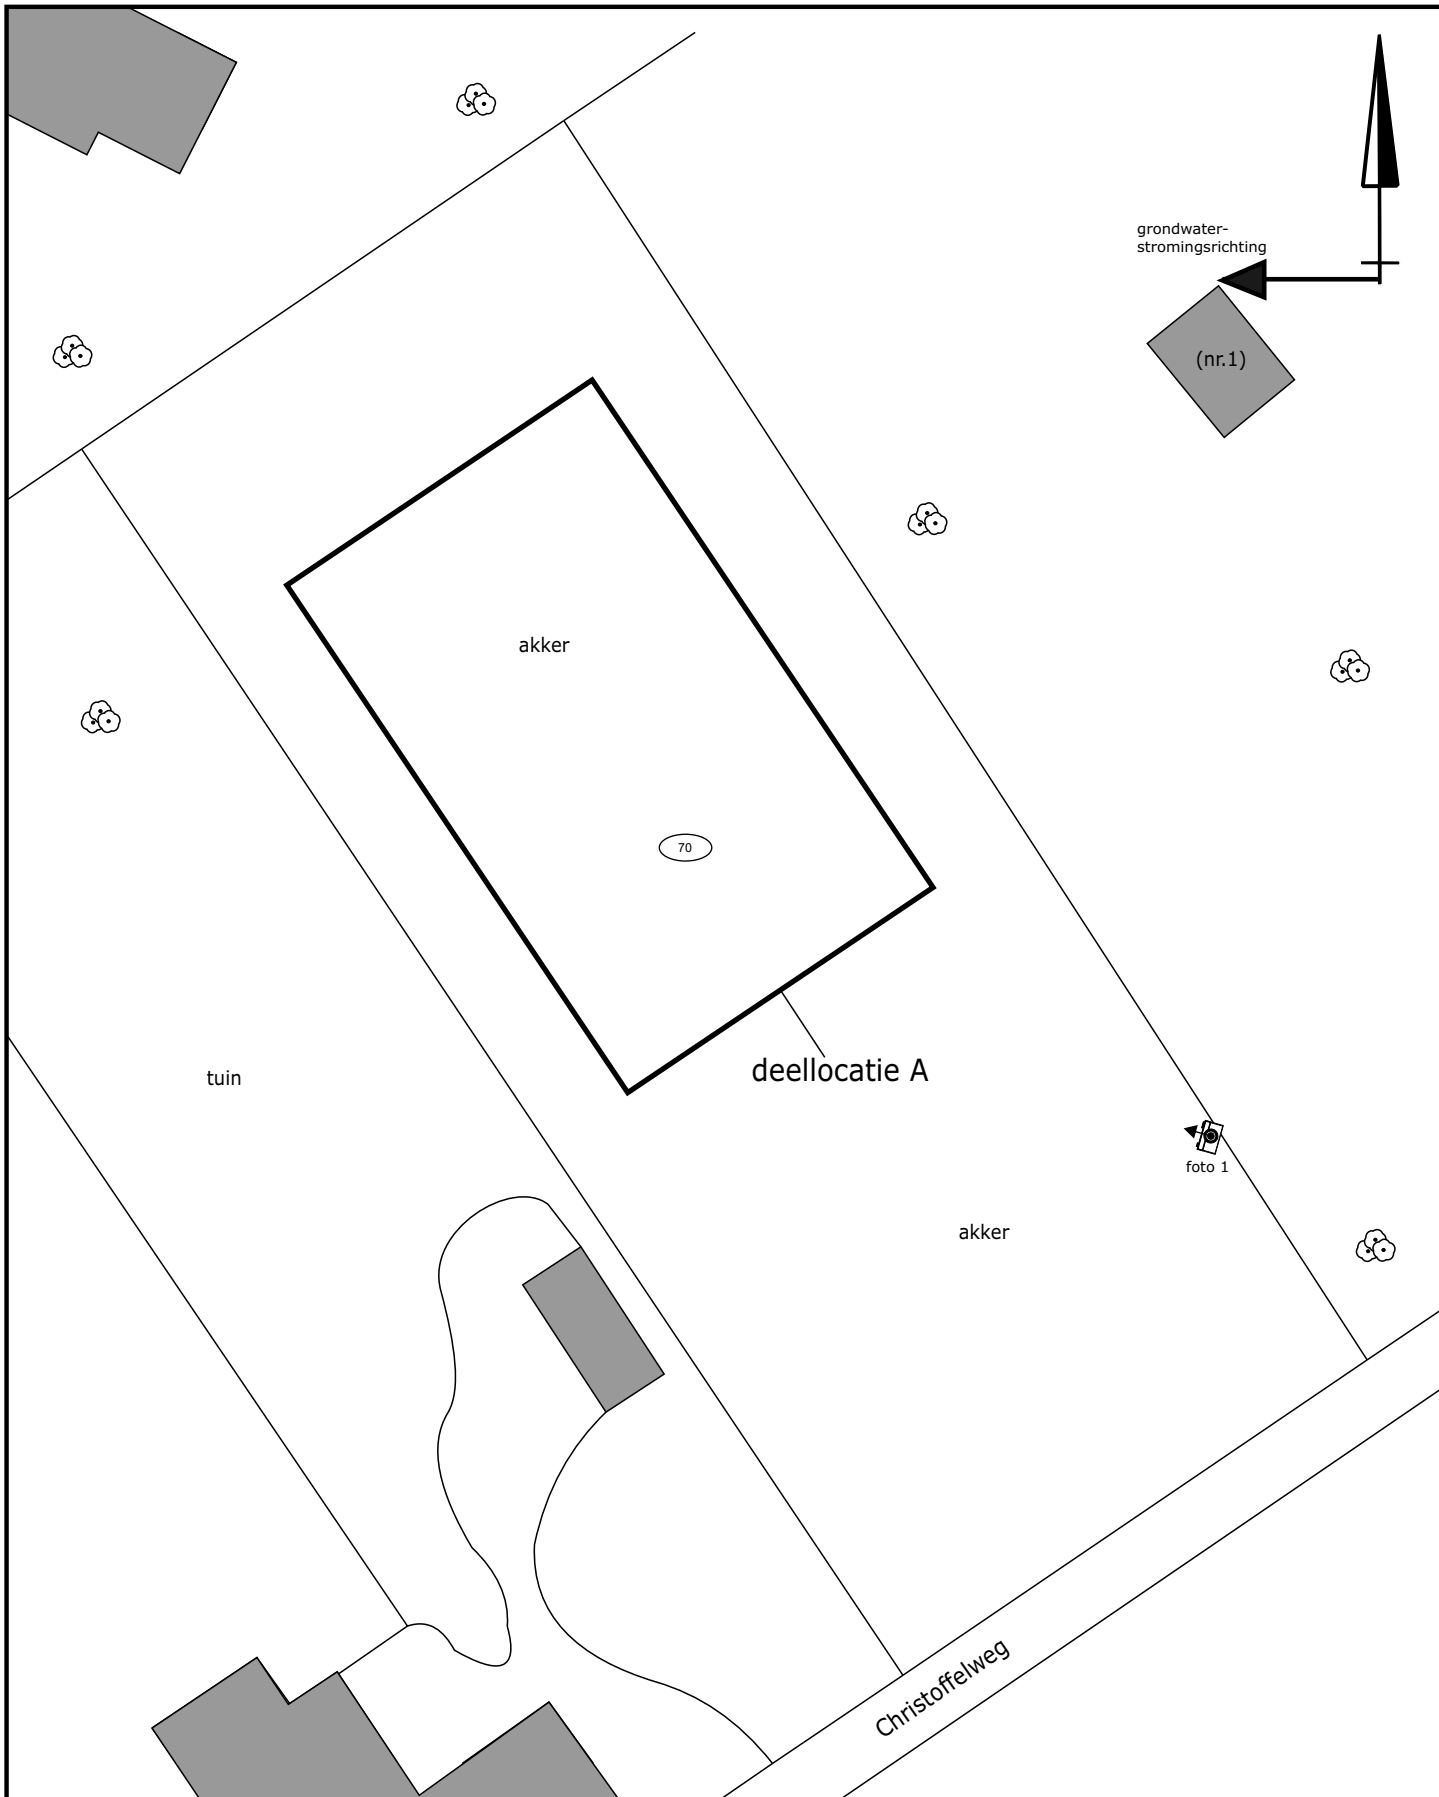 grondwater-
stromingsrichting
(nr.1)
akker
70
deellocatie A
tuin
foto 1
akker
Christoffelweg